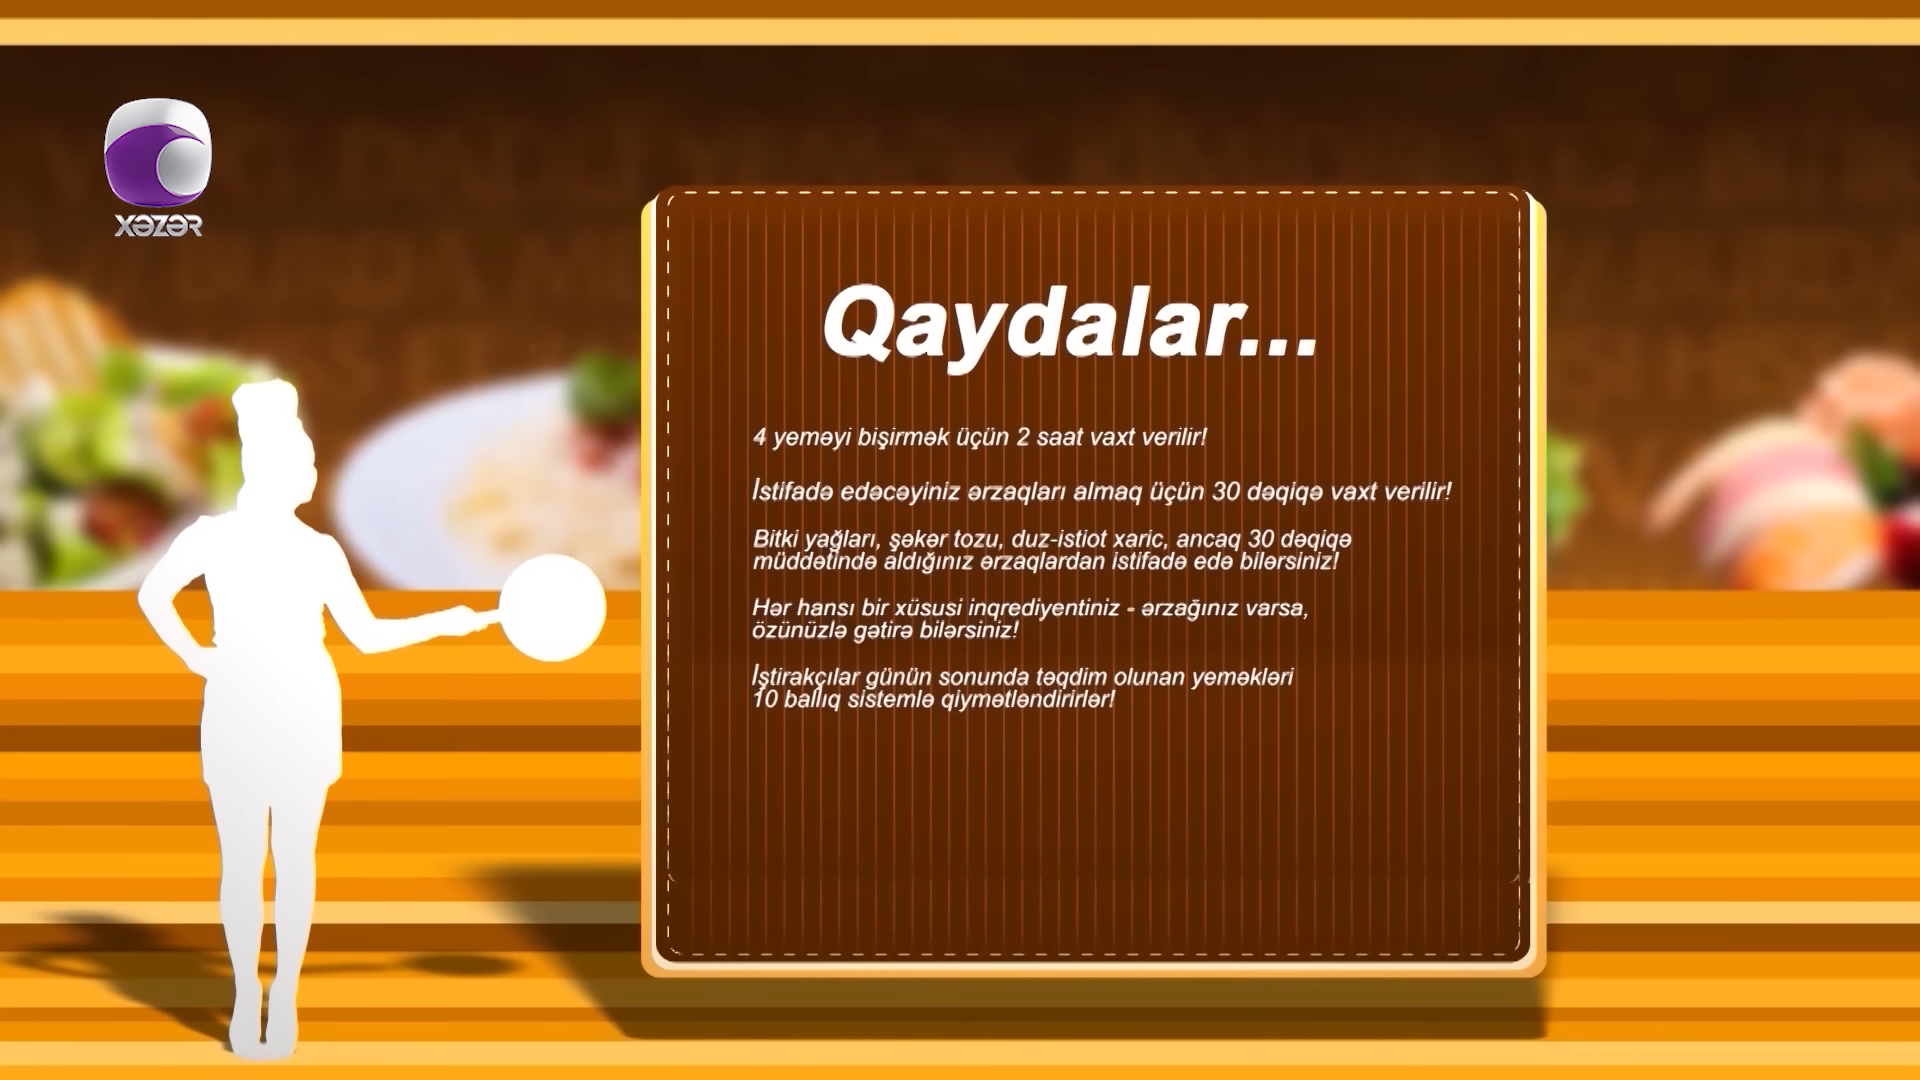 XƏZƏR
Qaydalar...
4 yeməyi bişirmək üçün 2 saat vaxt verilir!
İstifadə edəcəyiniz ərzaqları almaq üçün 30 dəqiqə vaxt verilir!
Bitki yağları, şəkər tozu, duz-istiot xaric, ancaq 30 dəqiqə
müddətində aldığınız ərzaqlardan istifadə edə bilərsiniz!
Hər hansı bir xüsusi inqrediyentiniz - ərzağınız varsa,
özünüzlə gətirə bilərsiniz!
İştirakçılar günün sonunda təqdim olunan yeməkləri
10 ballıq sistemlə qiymətləndirirlər!